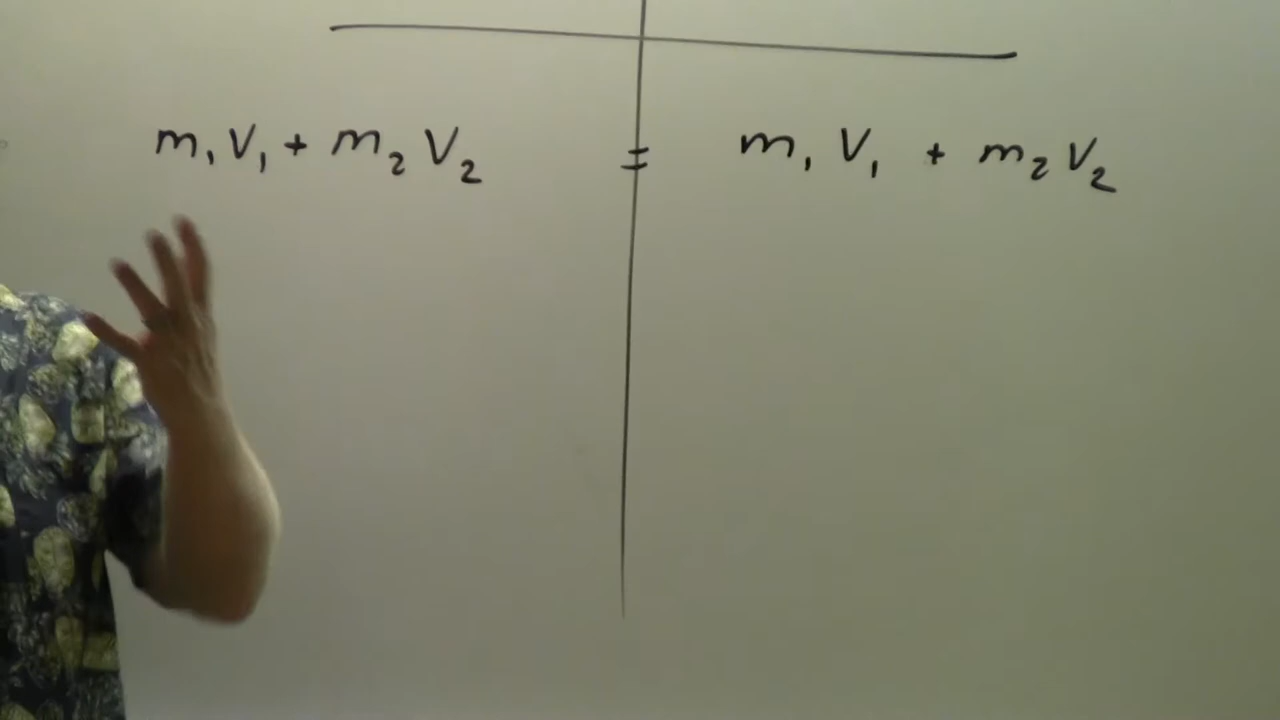 m₁V₁ + m₂V₂ = m₁V₁ + m₂V₂